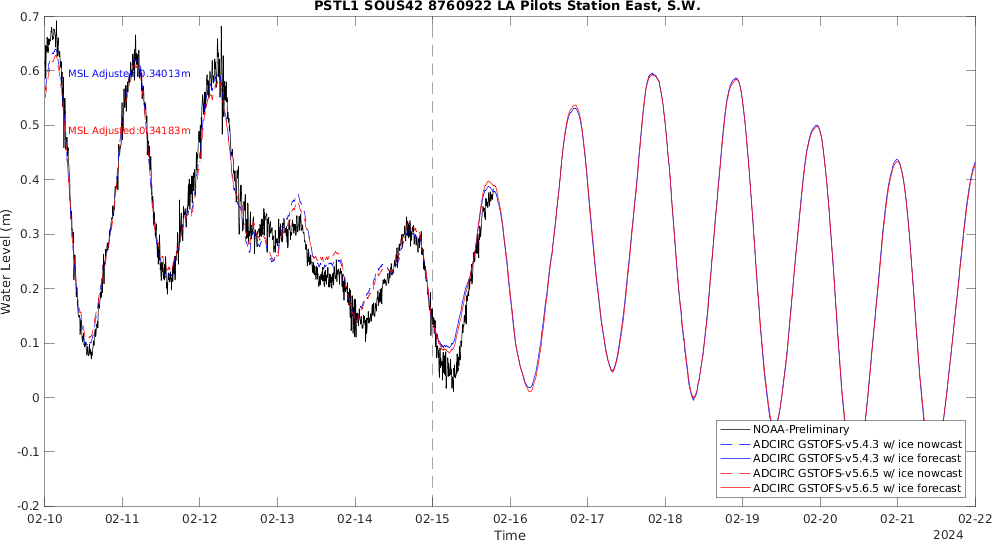 PSTL1 SOUS42 8760922 LA Pilots Station East, S.W.
0.7
0.6
0.5
0.4
0.3
0.2
0.1
0
-0.1
-0.2
Water Level (m)
MSL Adjusted:0.34013m
MSL Adjusted:0.34183m
NOAA-Preliminary
ADCIRC GSTOFS-v5.4.3 w/ ice nowcast
ADCIRC GSTOFS-v5.4.3 w/ ice forecast
ADCIRC GSTOFS-v5.6.5 w/ ice nowcast
ADCIRC GSTOFS-v5.6.5 w/ ice forecast
02-10 02-11 02-12 02-13 02-14 02-15 02-16 02-17 02-18 02-19 02-20 02-21 02-22
Time
2024